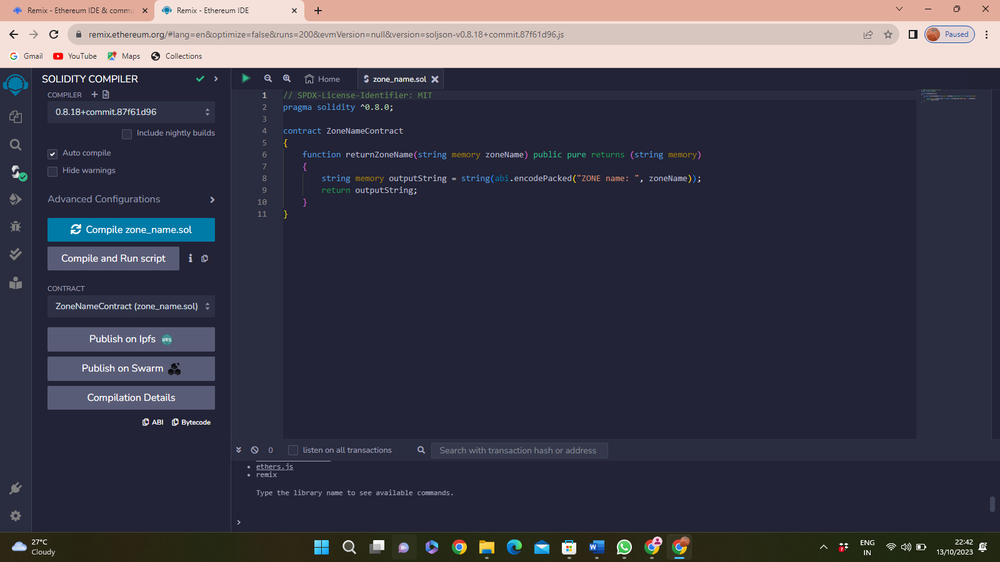 Remix - Ethereum IDE & commu
Remix - Ethereum IDE
remix.ethereum.org/#lang=en&optimize=false&runs=200&evmVersion=null&version=soljson-v0.8.18+commit.87f61d96.js
Paused
Gmail YouTube Maps Collections
SOLIDITY COMPILER
COMPILER
0.8.18+commit.87f61d96
Include nightly builds
Auto compile
Hide warnings
Advanced Configurations
Compile zone_name.sol
Compile and Run script
CONTRACT
ZoneNameContract (zone_name.sol)
Publish on Ipfs IPFS
Publish on Swarm
Compilation Details
ABI Bytecode
Home zone_name.sol
1 // SPDX-License-Identifier: MIT
2 pragma solidity ^0.8.0;
3
4 contract ZoneNameContract
5 {
6 function returnZoneName(string memory zoneName) public pure returns (string memory)
7 {
8 string memory outputString = string(abi.encodePacked("ZONE name: ", zoneName));
9 return outputString;
10 }
11 }
0 listen on all transactions Search with transaction hash or address
• ethers.js
• remix
Type the library name to see available commands.
>
27°C
Cloudy
7
ENG
IN
22:42
13/10/2023